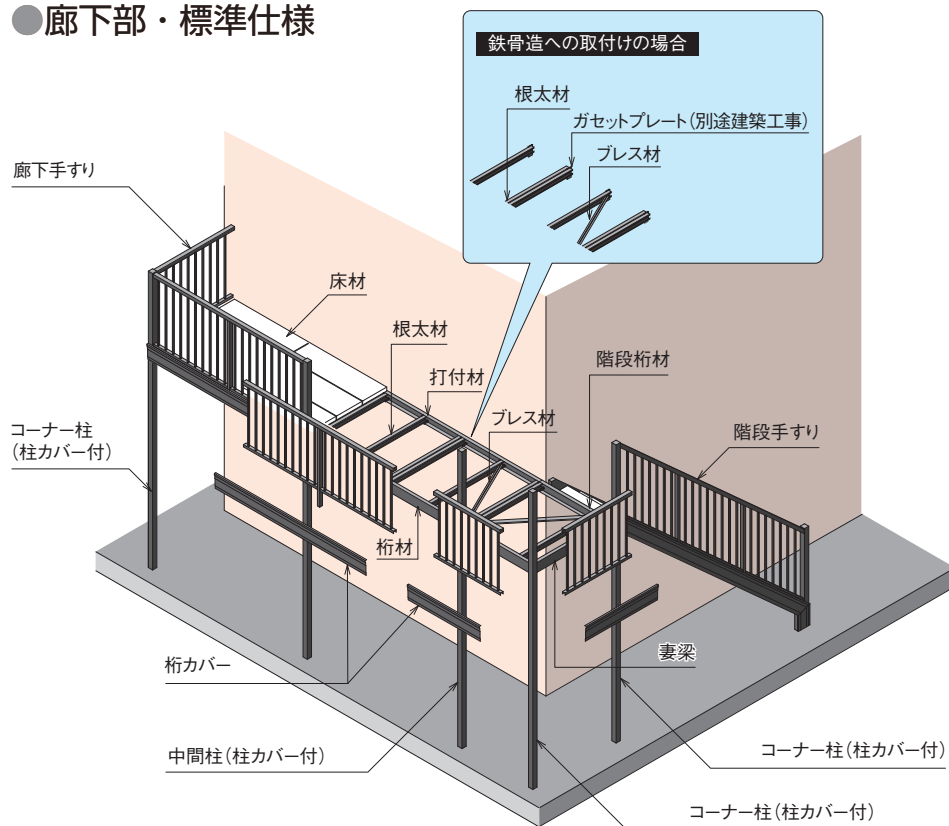 ●廊下部・標準仕様
鉄骨造への取付けの場合
根太材
ガセットプレート(別途建築工事)
ブレス材
廊下手すり
床材
根太材
打付材
ブレス材
階段桁材
階段手すり
コーナー柱
(柱カバー付)
桁材
桁カバー
妻梁
中間柱(柱カバー付)
コーナー柱(柱カバー付)
コーナー柱(柱カバー付)